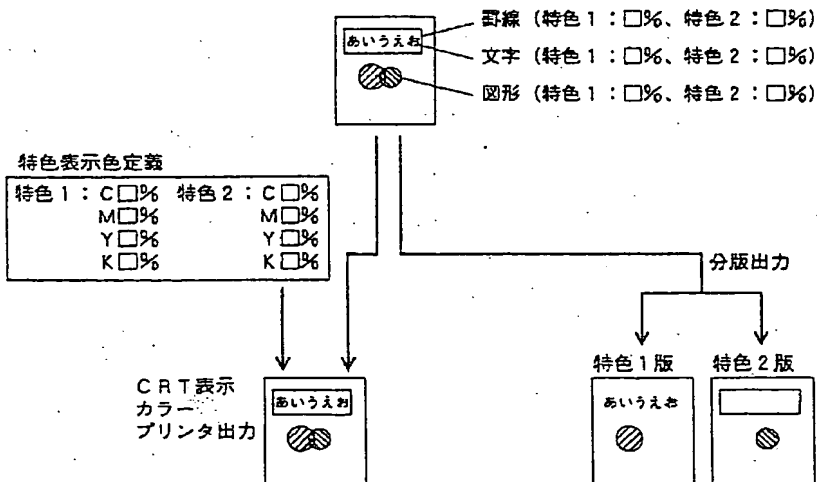 罫線（特色1：□%、特色2：□%）
あいうえお
文字（特色1：□%、特色2：□%）
図形（特色1：□%、特色2：□%）
特色表示色定義
特色1：C□% 特色2：C□%
M□% M□%
Y□% Y□%
K□% K□%
分版出力
特色1版 特色2版
CRT表示
カラー
プリンタ出力
あいうえお
あいうえお